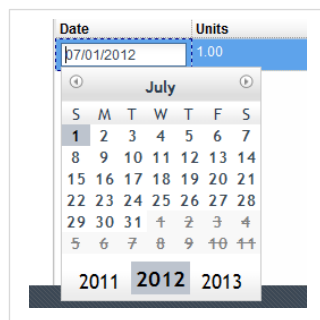 Date Units
07/01/2012 1.00
July
S M T W T F S
1 2 3 4 5 6 7
8 9 10 11 12 13 14
15 16 17 18 19 20 21
22 23 24 25 26 27 28
29 30 31 1 2 3 4
5 6 7 8 9 10 11
2011 2012 2013